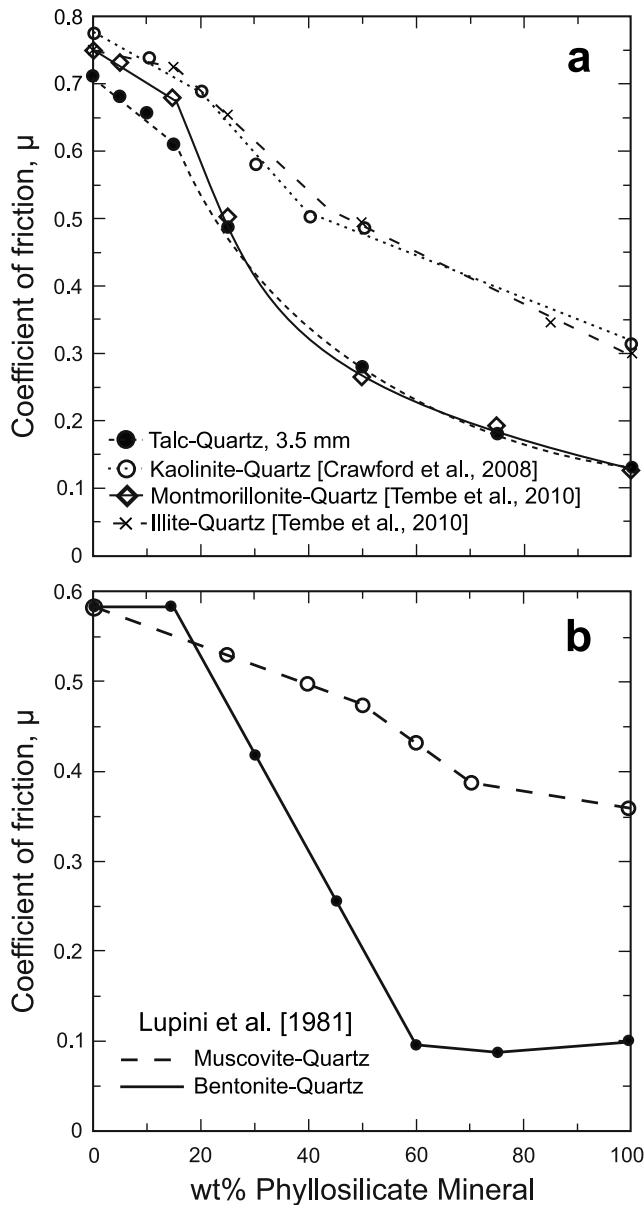 0.8
a
0.7
0.6
0.5
0.4
0.3
0.2
0.1
0
Coefficient of friction, μ
Talc-Quartz, 3.5 mm
Kaolinite-Quartz [Crawford et al., 2008]
Montmorillonite-Quartz [Tembe et al., 2010]
Illite-Quartz [Tembe et al., 2010]
0.6
b
0.5
0.4
0.3
0.2
0.1
0
Coefficient of friction, μ
Lupini et al. [1981]
Muscovite-Quartz
Bentonite-Quartz
0 20 40 60 80 100
wt% Phyllosilicate Mineral